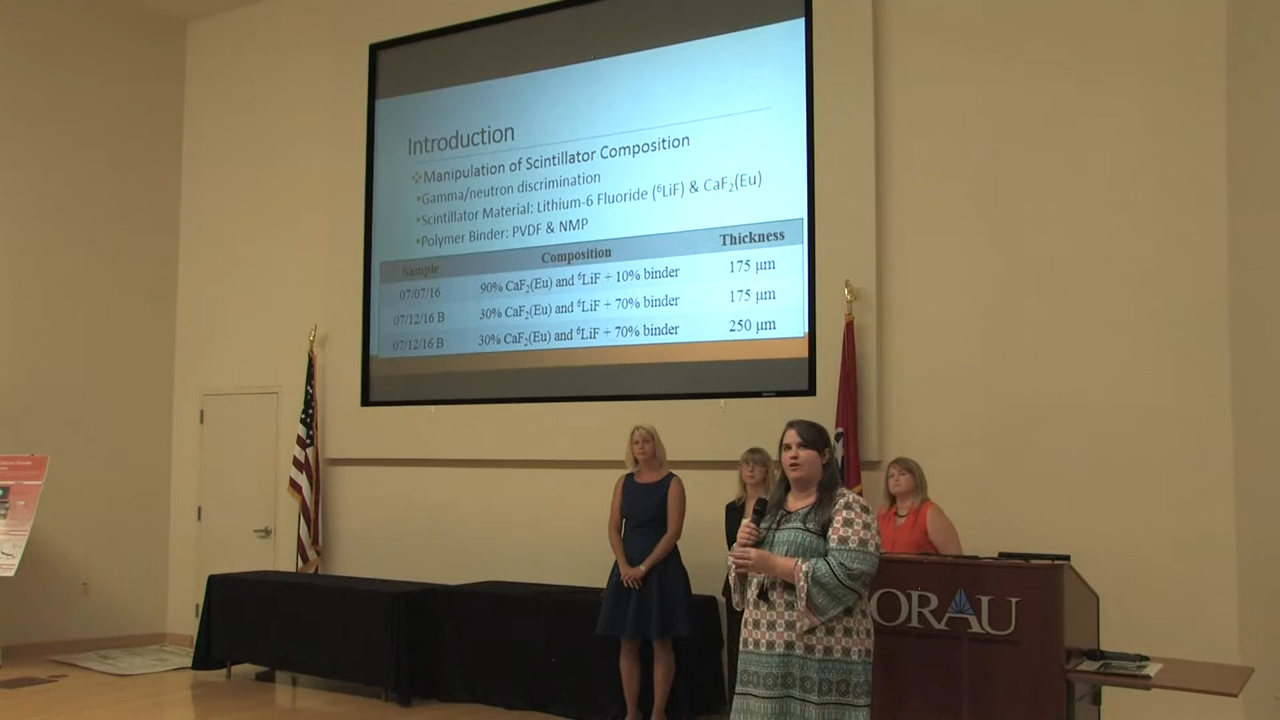 Introduction
❖Manipulation of Scintillator Composition
▪Gamma/neutron discrimination
▪Scintillator Material: Lithium-6 Fluoride (⁶LiF) & CaF₂(Eu)
▪Polymer Binder: PVDF & NMP
Sample Composition Thickness
07/07/16 90% CaF₂(Eu) and ⁶LiF + 10% binder 175 μm
07/12/16 B 30% CaF₂(Eu) and ⁶LiF + 70% binder 175 μm
07/12/16 B 30% CaF₂(Eu) and ⁶LiF + 70% binder 250 μm
ORAU